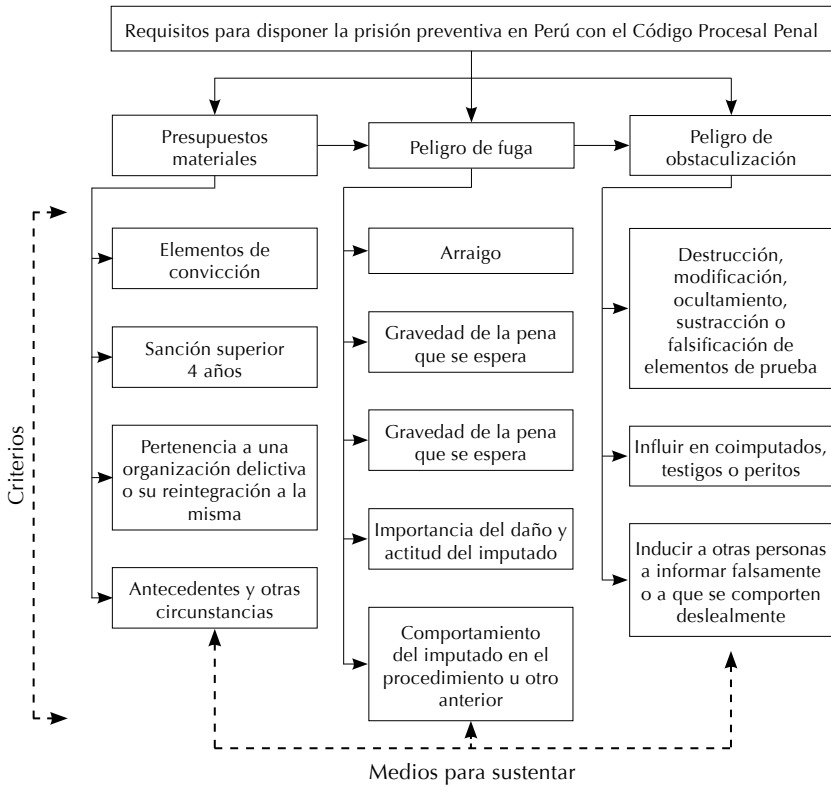 Requisitos para disponer la prisión preventiva en Perú con el Código Procesal Penal
Presupuestos
materiales
Peligro de fuga
Peligro de
obstaculización
Criterios
Elementos de
convicción
Sanción superior
4 años
Pertenencia a una
organización delictiva
o su reintegración a la
misma
Antecedentes y otras
circunstancias
Arraigo
Gravedad de la pena
que se espera
Gravedad de la pena
que se espera
Importancia del daño y
actitud del imputado
Comportamiento
del imputado en el
procedimiento u otro
anterior
Destrucción,
modificación,
ocultamiento,
sustracción o
falsificación de
elementos de prueba
Influir en coimputados,
testigos o peritos
Inducir a otras personas
a informar falsamente
o a que se comporten
deslealmente
Medios para sustentar